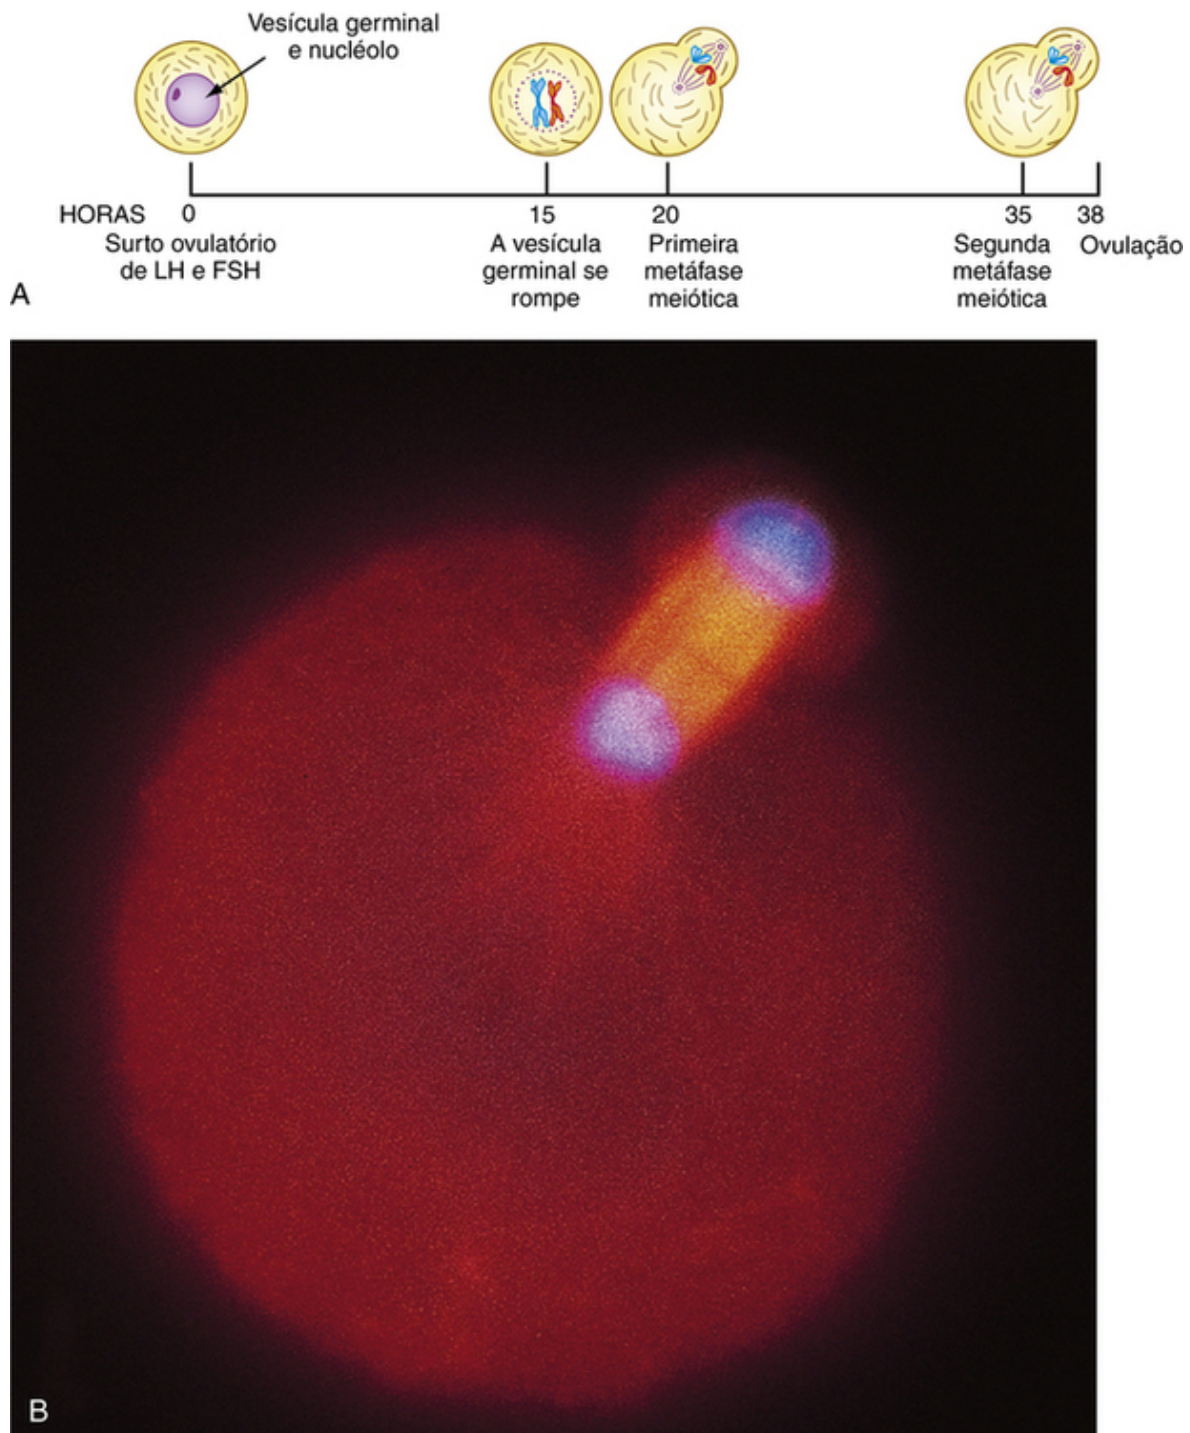 Vesícula germinal
e nucléolo
HORAS 0 15 20 35 38
Surto ovulatório
de LH e FSH
A vesícula
germinal se
rompe
Primeira
metáfase
meiótica
Segunda
metáfase
meiótica
Ovulação
A
B